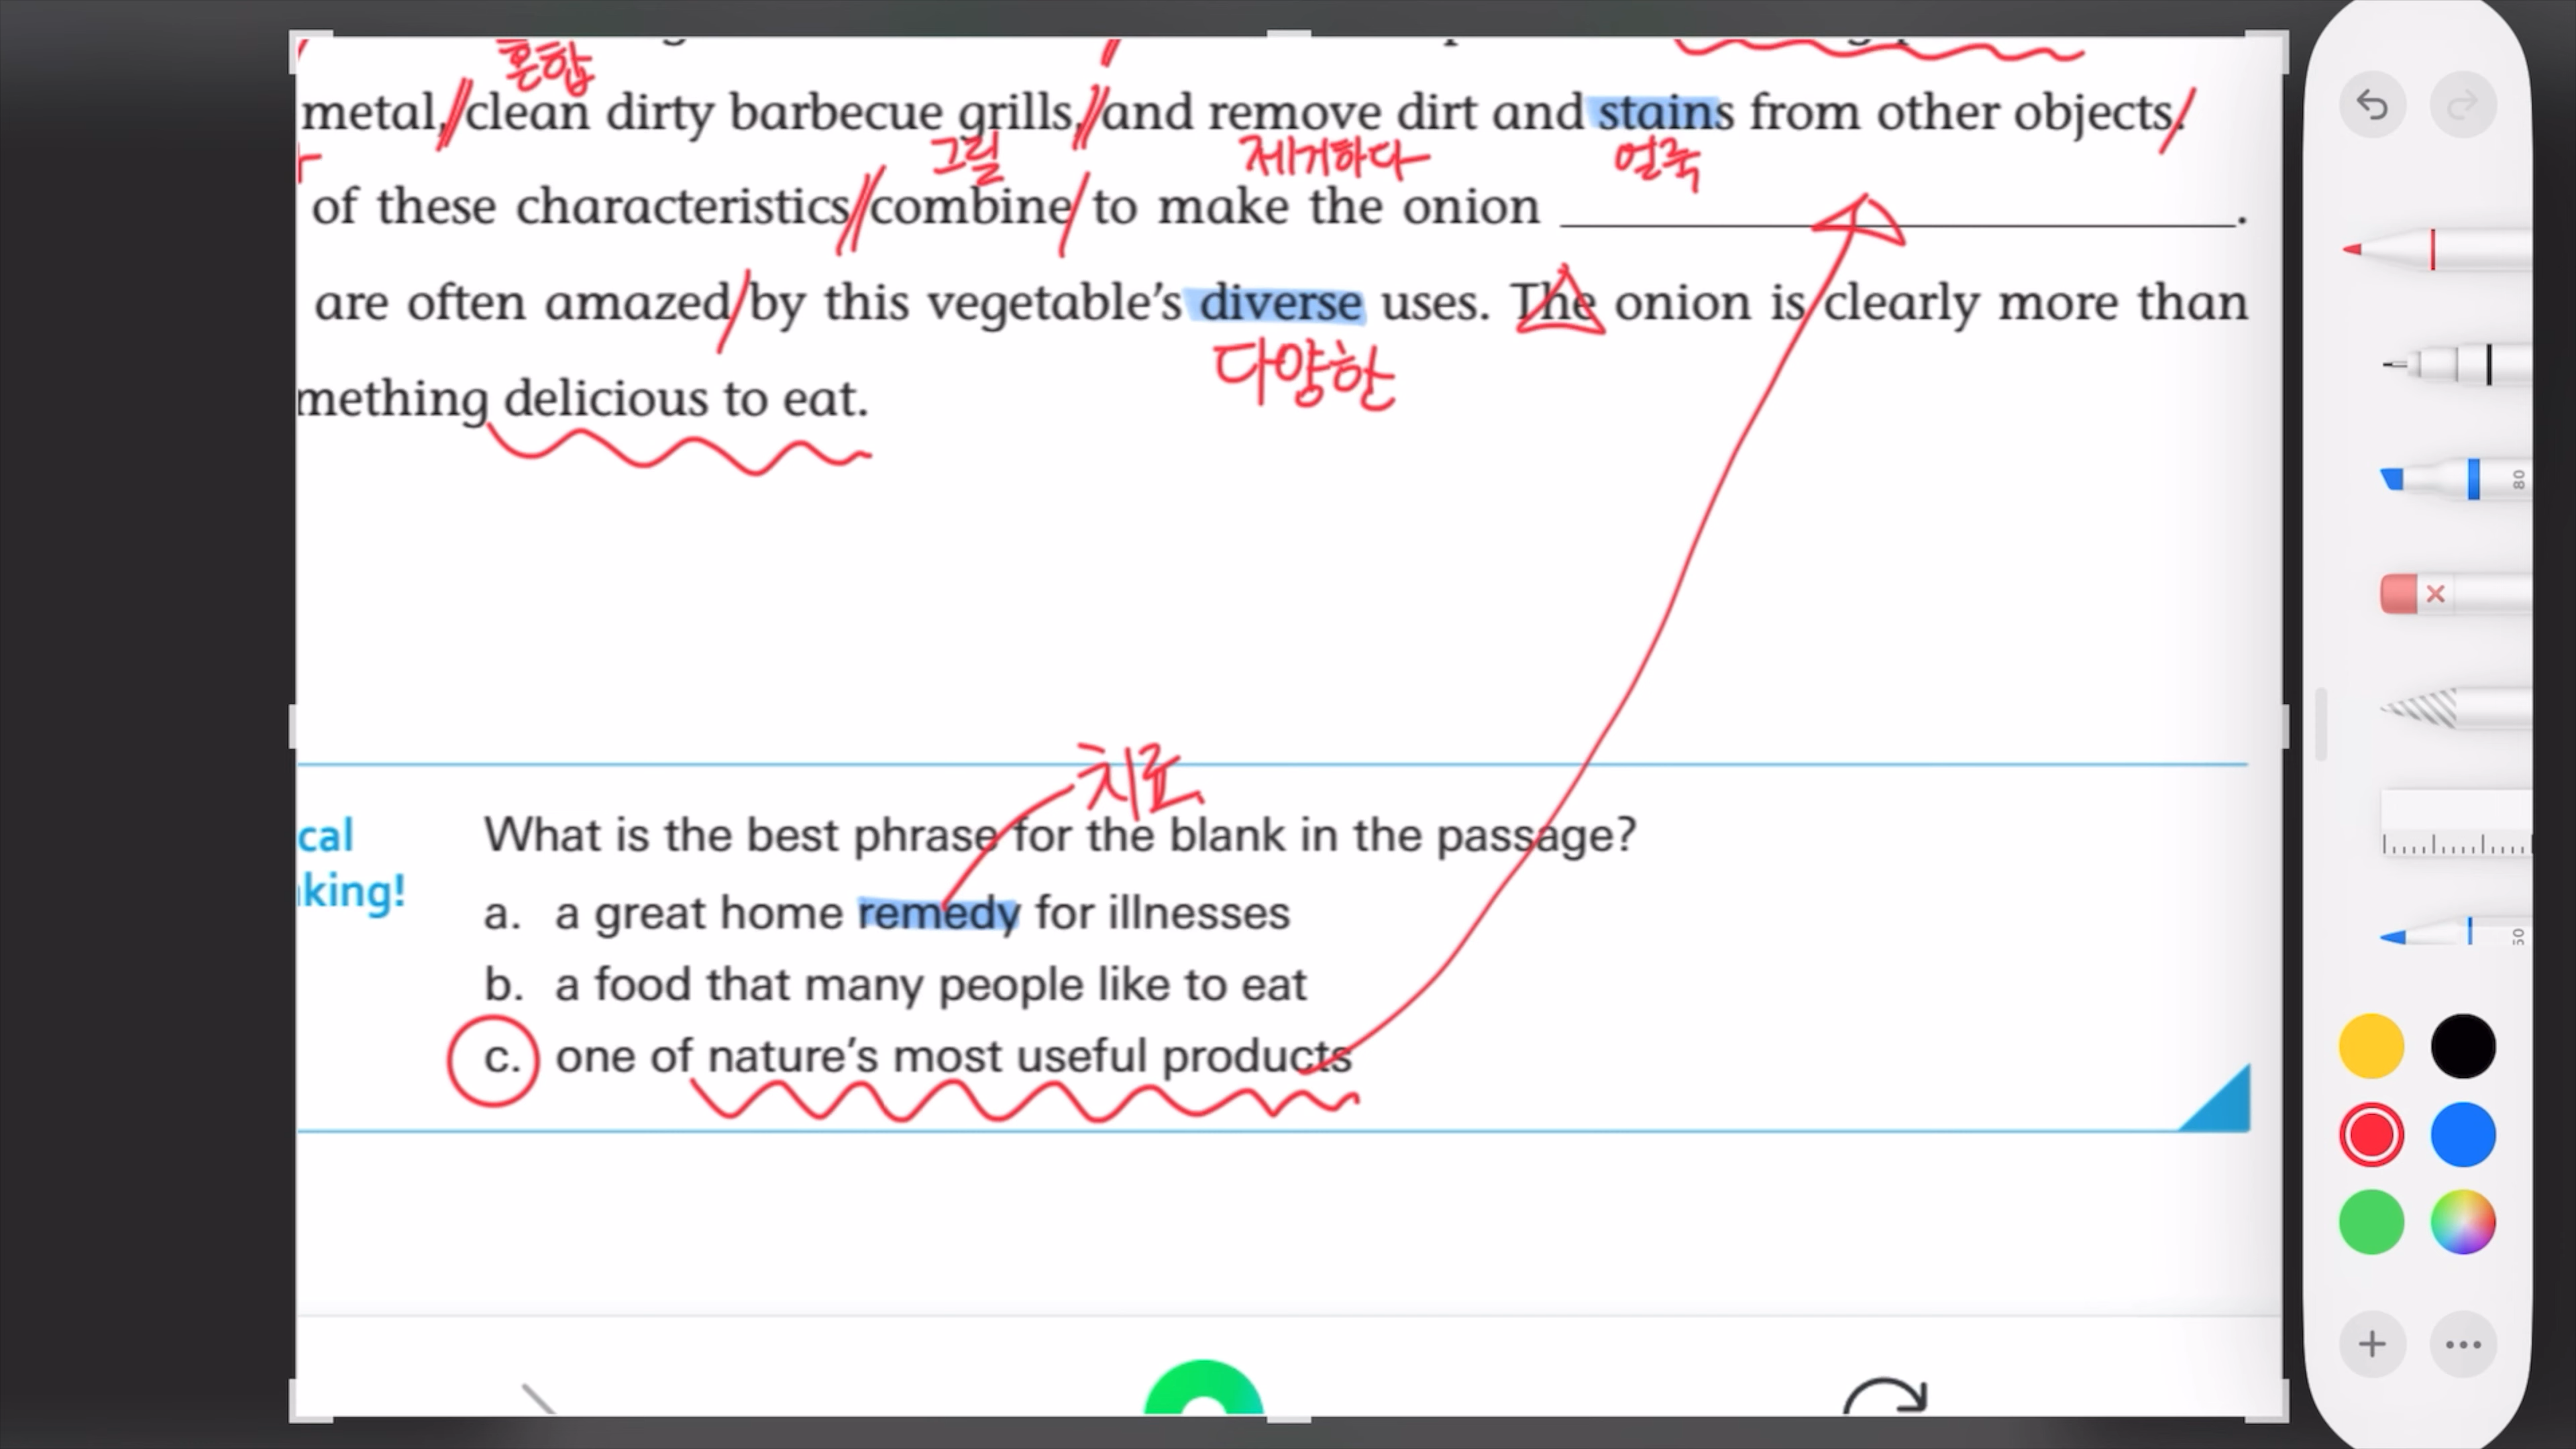 혼합
metal, clean dirty barbecue grills, and remove dirt and stains from other objects.
그릴 제거하다 얼룩
of these characteristics combine to make the onion ____________.
are often amazed by this vegetable's diverse uses. The onion is clearly more than
다양한
mething delicious to eat.
치료
cal
king!
What is the best phrase for the blank in the passage?
a. a great home remedy for illnesses
b. a food that many people like to eat
c. one of nature's most useful products
80
50